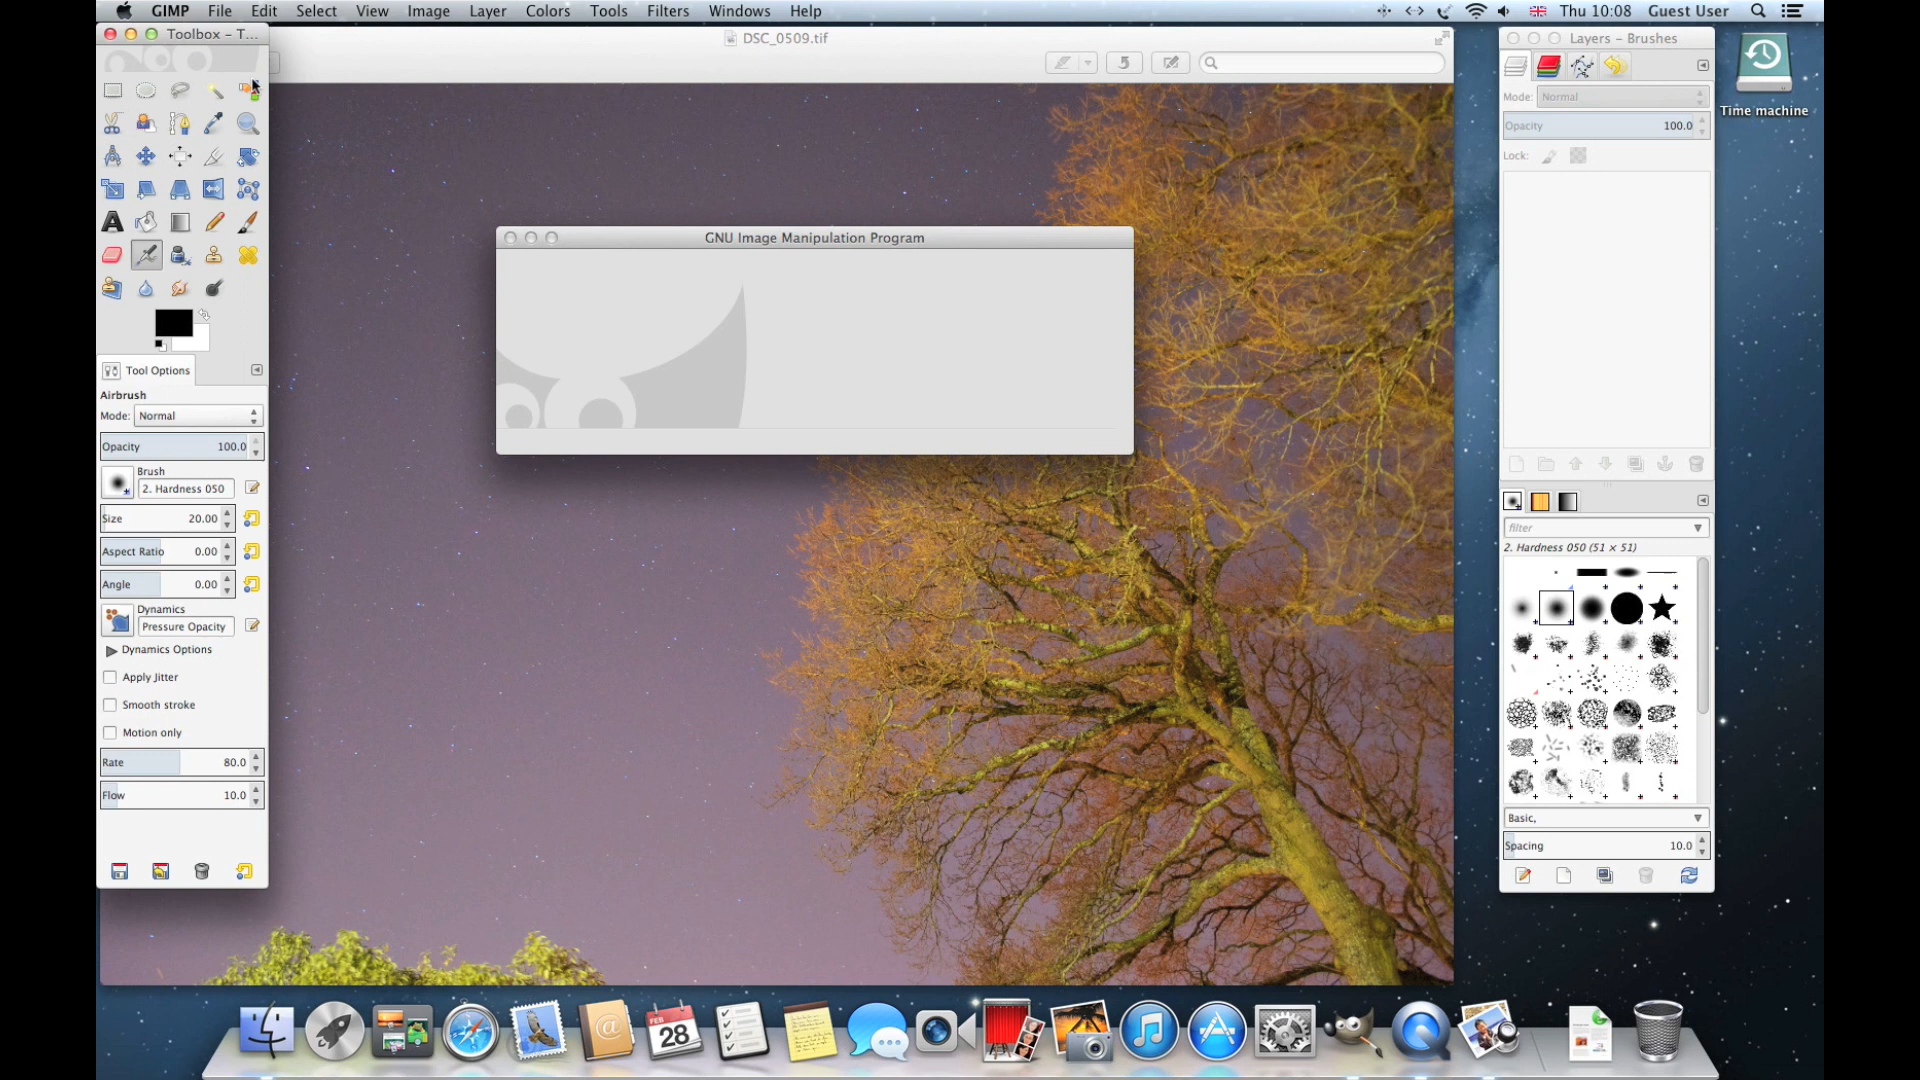 GIMP File Edit Select View Image Layer Colors Tools Filters Windows Help Thu 10:08 Guest User
Toolbox – T...
DSC_0509.tif
Layers – Brushes
Mode: Normal
Opacity 100.0
Lock:
Time machine
GNU Image Manipulation Program
Tool Options
Airbrush
Mode: Normal
Opacity 100.0
Brush
2. Hardness 050
Size 20.00
Aspect Ratio 0.00
Angle 0.00
Dynamics
Pressure Opacity
Dynamics Options
Apply Jitter
Smooth stroke
Motion only
Rate 80.0
Flow 10.0
filter
2. Hardness 050 (51 × 51)
Basic,
Spacing 10.0
FEB
28